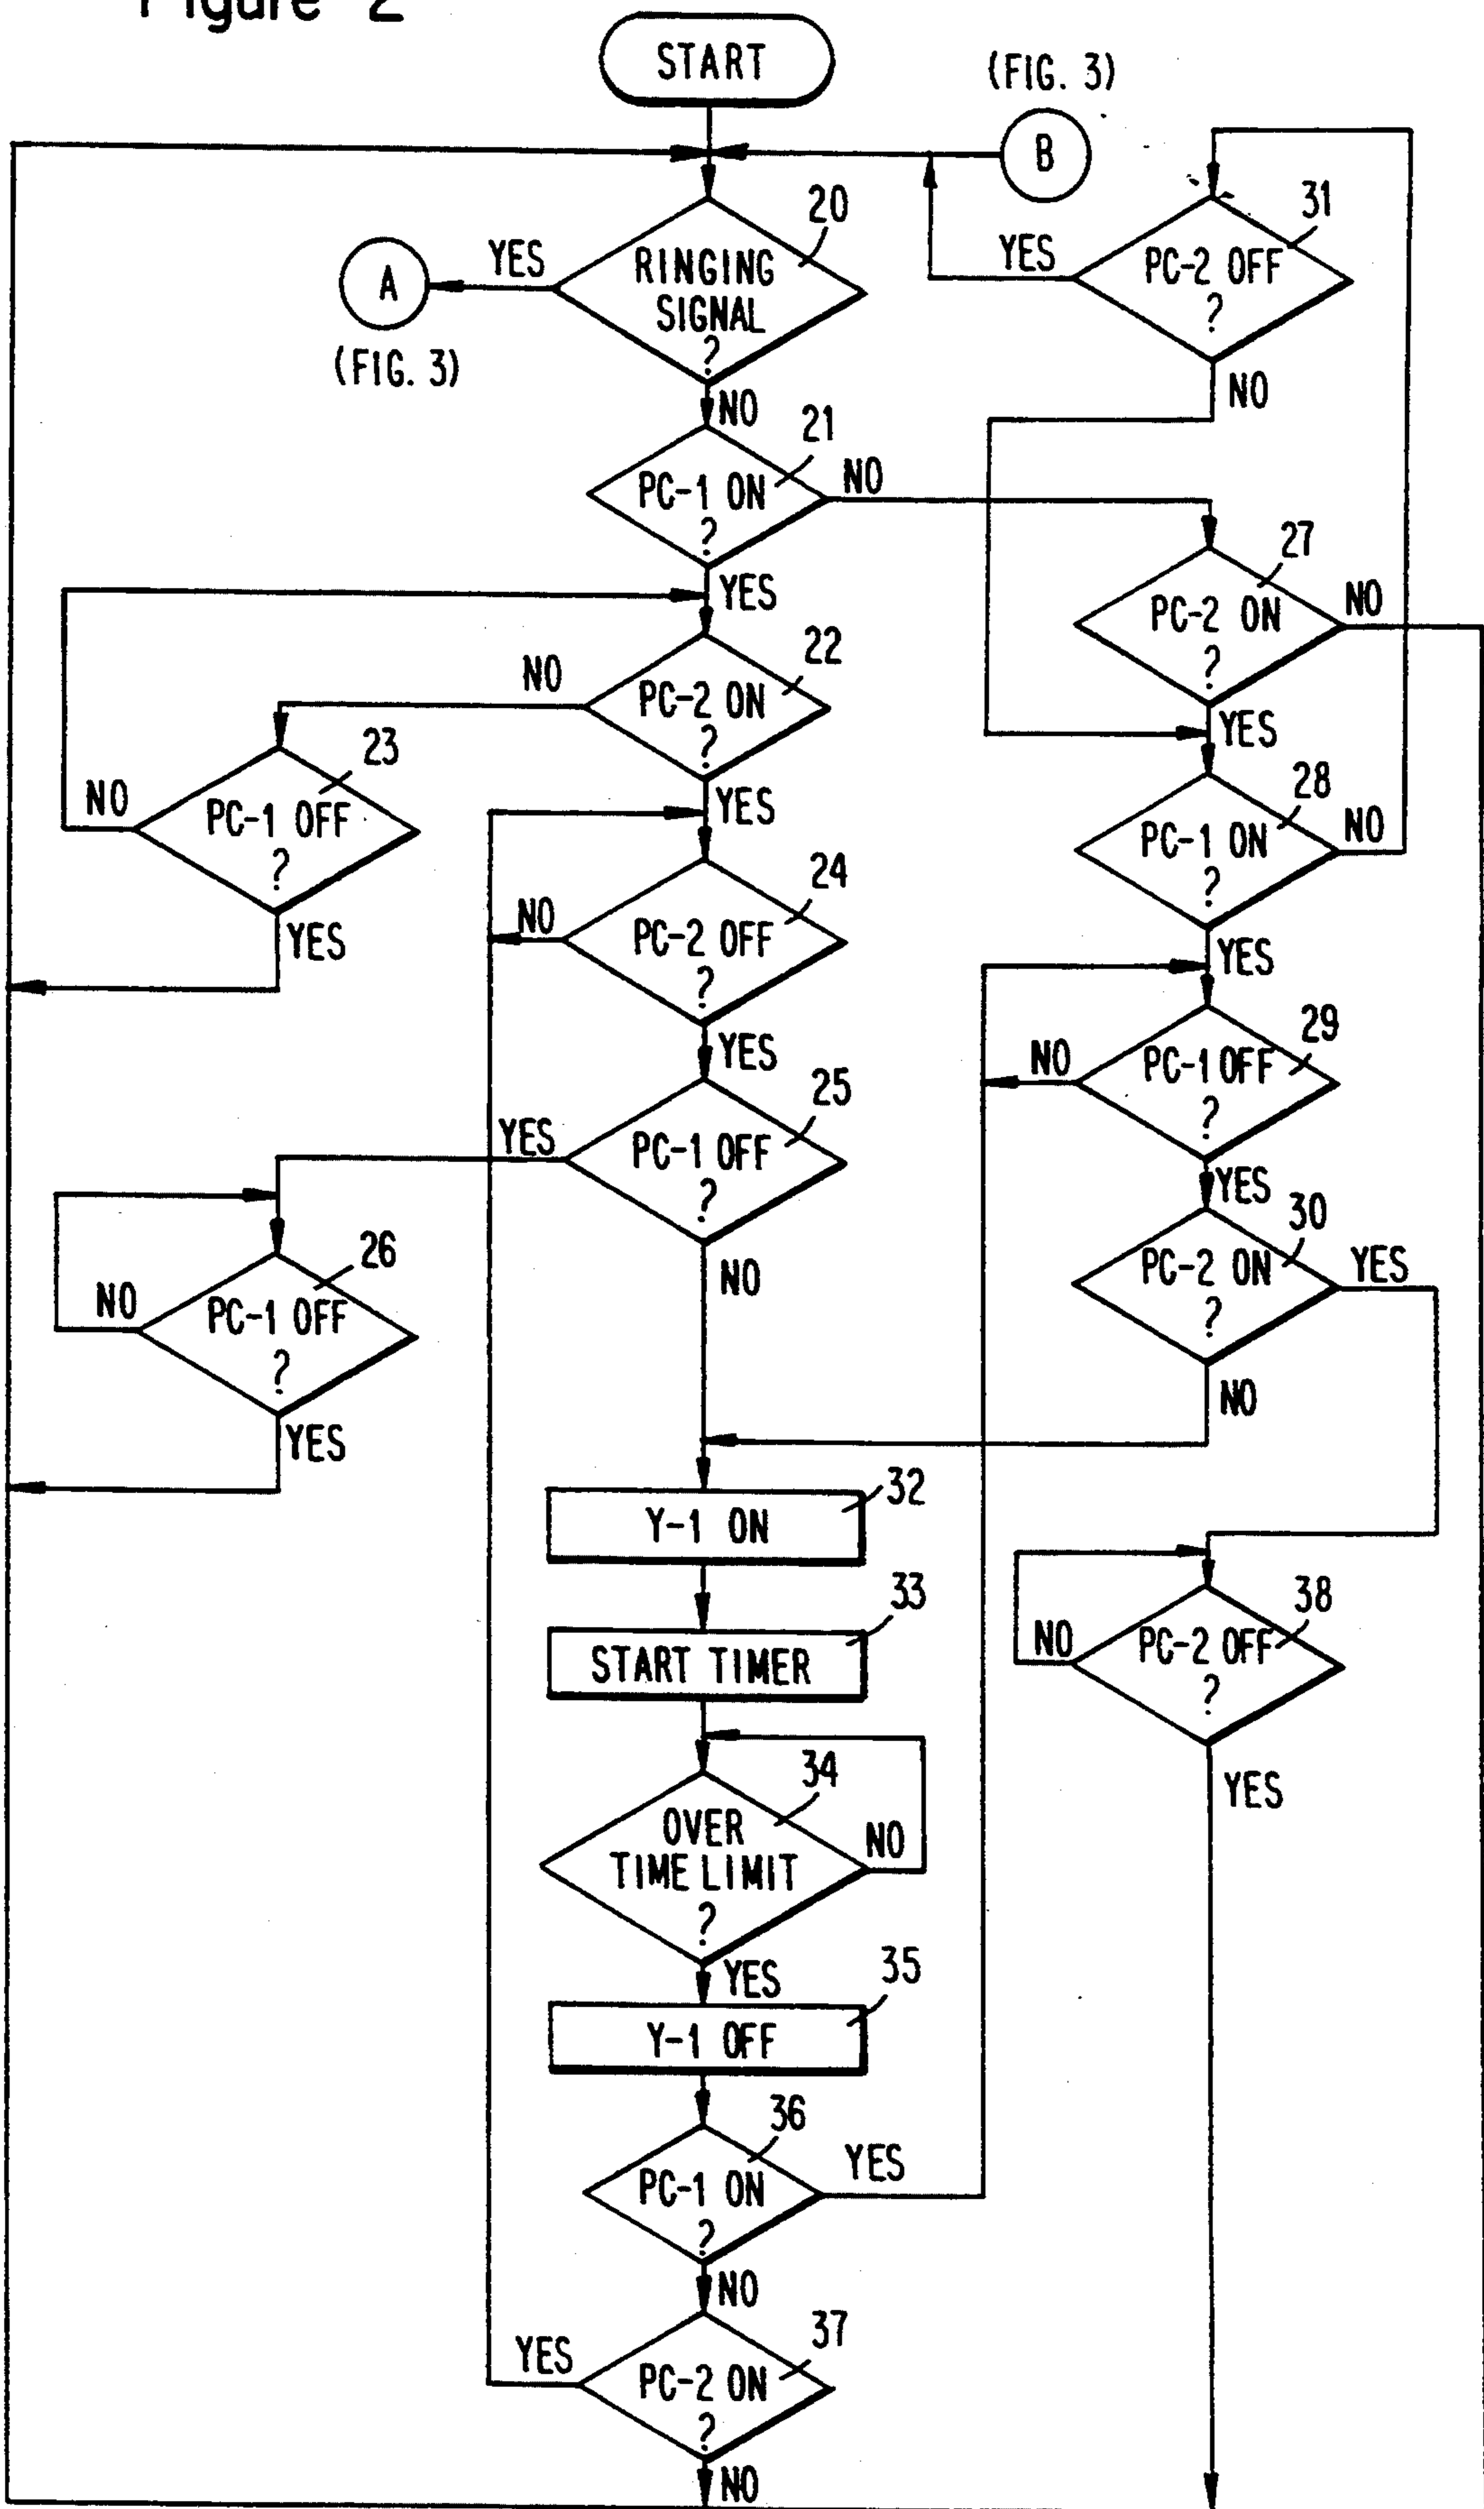 Figure 2
START
(FIG. 3)
B
20
31
A
YES
RINGING
SIGNAL
?
YES
PC-2 OFF
?
(FIG. 3)
NO
NO
21
PC-1 ON
?
NO
27
PC-2 ON
?
NO
YES
22
NO
PC-2 ON
?
YES
23
NO
PC-1 OFF
?
YES
28
PC-1 ON
?
NO
24
NO
PC-2 OFF
?
YES
YES
29
NO
PC-1 OFF
?
YES
25
YES
PC-1 OFF
?
YES
30
PC-2 ON
?
YES
26
NO
PC-1 OFF
?
NO
NO
YES
32
Y-1 ON
33
START TIMER
38
NO
PC-2 OFF
?
YES
34
OVER
TIME LIMIT
?
NO
YES
35
Y-1 OFF
36
PC-1 ON
?
YES
NO
37
YES
PC-2 ON
?
NO